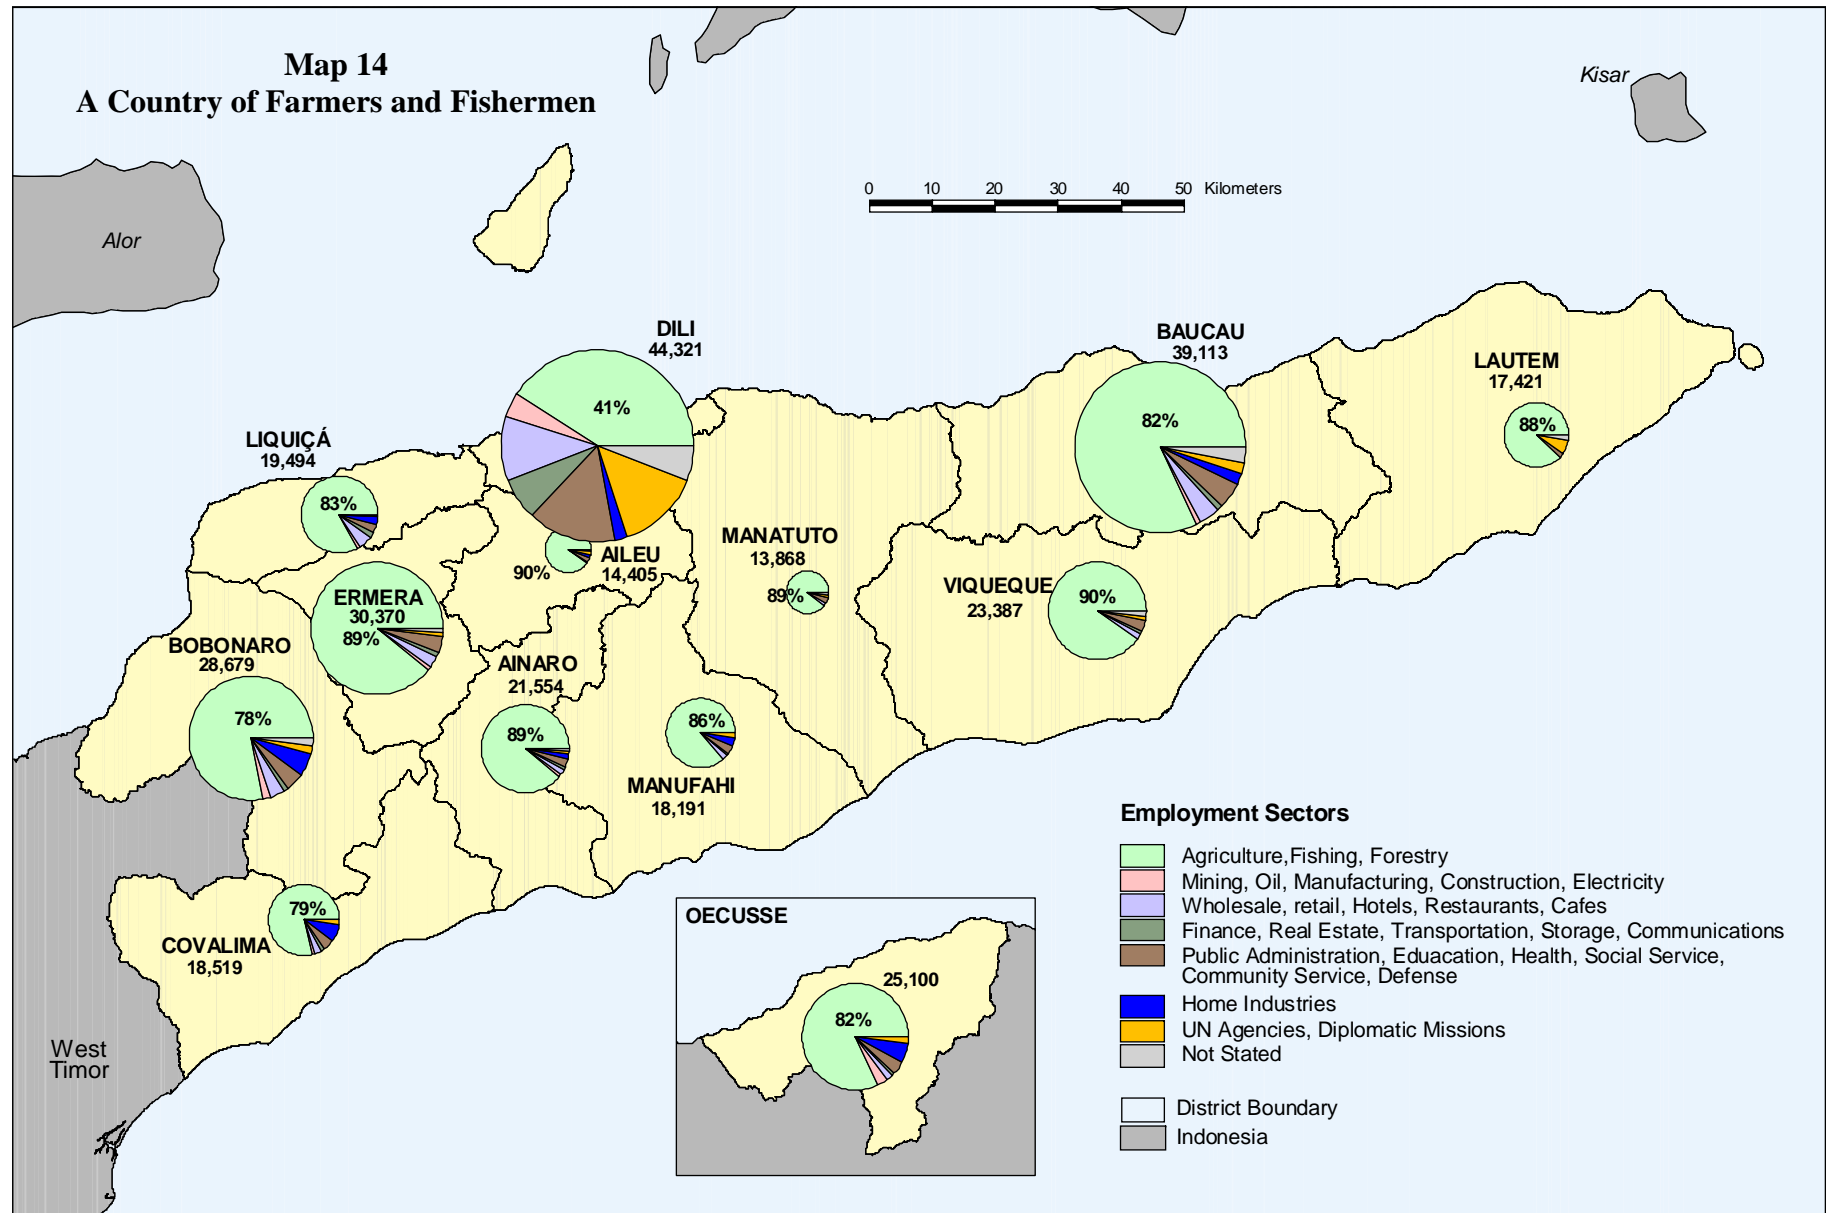 Map 14
A Country of Farmers and Fishermen
Kisar
Alor
0 10 20 30 40 50 Kilometers
DILI
44,321
41%
BAUCAU
39,113
82%
LAUTEM
17,421
88%
LIQUIÇÁ
19,494
83%
AILEU
14,405
90%
MANATUTO
13,868
89%
VIQUEQUE
23,387
90%
ERMERA
30,370
89%
BOBONARO
28,679
78%
AINARO
21,554
89%
86%
MANUFAHI
18,191
79%
COVALIMA
18,519
West
Timor
OECUSSE
25,100
82%
Employment Sectors
Agriculture,Fishing, Forestry
Mining, Oil, Manufacturing, Construction, Electricity
Wholesale, retail, Hotels, Restaurants, Cafes
Finance, Real Estate, Transportation, Storage, Communications
Public Administration, Eduacation, Health, Social Service,
Community Service, Defense
Home Industries
UN Agencies, Diplomatic Missions
Not Stated
District Boundary
Indonesia